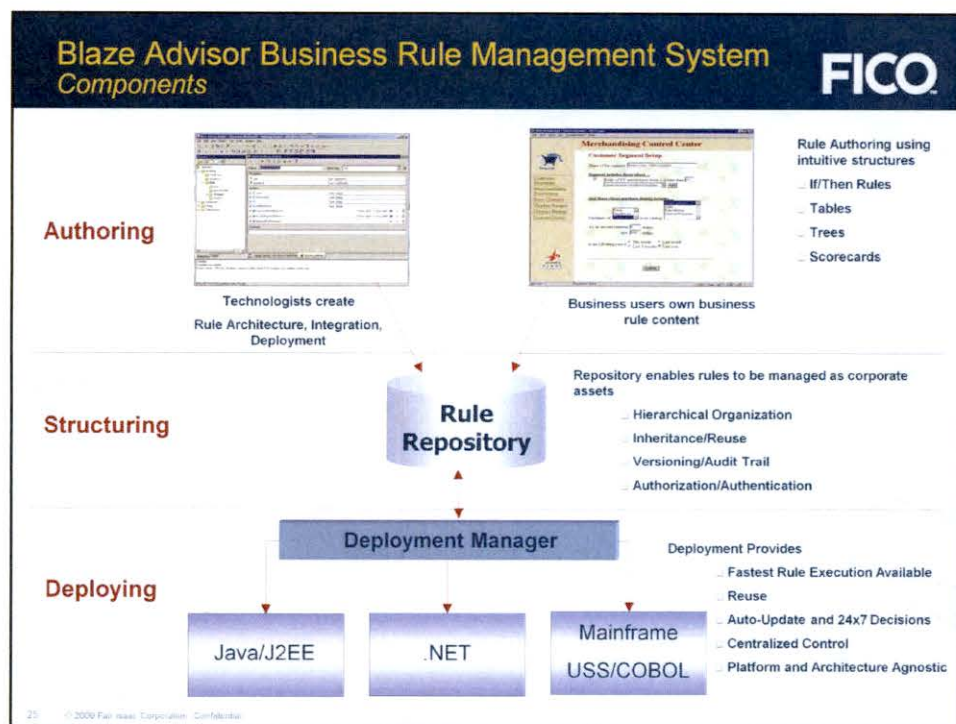 Blaze Advisor Business Rule Management System
Components
FICO
Merchandising Control Center
Customer Segment Setup
Rule Authoring using
intuitive structures
If/Then Rules
Tables
Trees
Scorecards
Authoring
Technologists create
Rule Architecture, Integration,
Deployment
Business users own business
rule content
Structuring
Rule
Repository
Repository enables rules to be managed as corporate
assets
Hierarchical Organization
Inheritance/Reuse
Versioning/Audit Trail
Authorization/Authentication
Deploying
Deployment Manager
Java/J2EE
.NET
Mainframe
USS/COBOL
Deployment Provides
Fastest Rule Execution Available
Reuse
Auto-Update and 24x7 Decisions
Centralized Control
Platform and Architecture Agnostic
25 © 2009 Fair Isaac Corporation. Confidential.